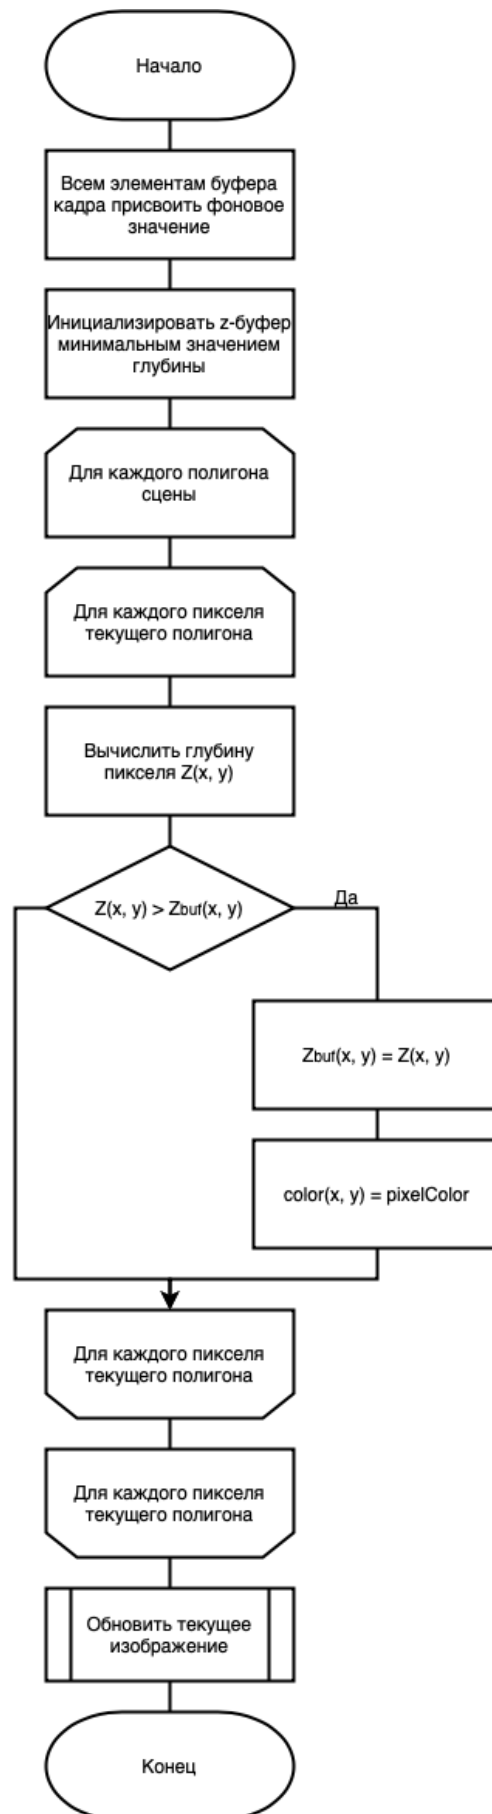 Начало
Всем элементам буфера
кадра присвоить фоновое
значение
Инициализировать z-буфер
минимальным значением
глубины
Для каждого полигона
сцены
Для каждого пикселя
текущего полигона
Вычислить глубину
пикселя Z(x, y)
Z(x, y) > Zbuf(x, y)
Да
Zbuf(x, y) = Z(x, y)
color(x, y) = pixelColor
Для каждого пикселя
текущего полигона
Для каждого пикселя
текущего полигона
Обновить текущее
изображение
Конец